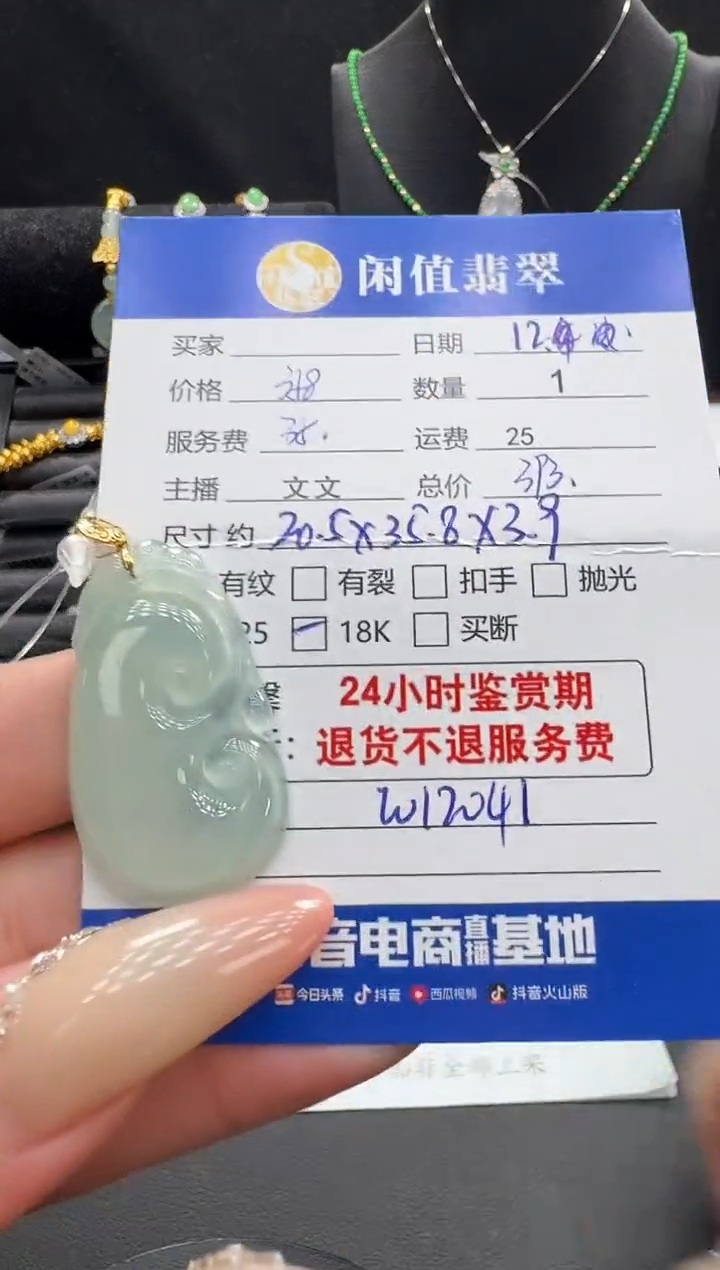 闲值翡翠
买家 日期 12.
价格 数量 1
服务费 运费 25
主播 文文 总价 393.
尺寸约 20.5X35.8X3.9
有纹 有裂 扣手 抛光
25 18K 买断
24小时鉴赏期
:退货不退服务费
W12041
音电商直播基地
今日头条 抖音 西瓜视频 抖音火山版